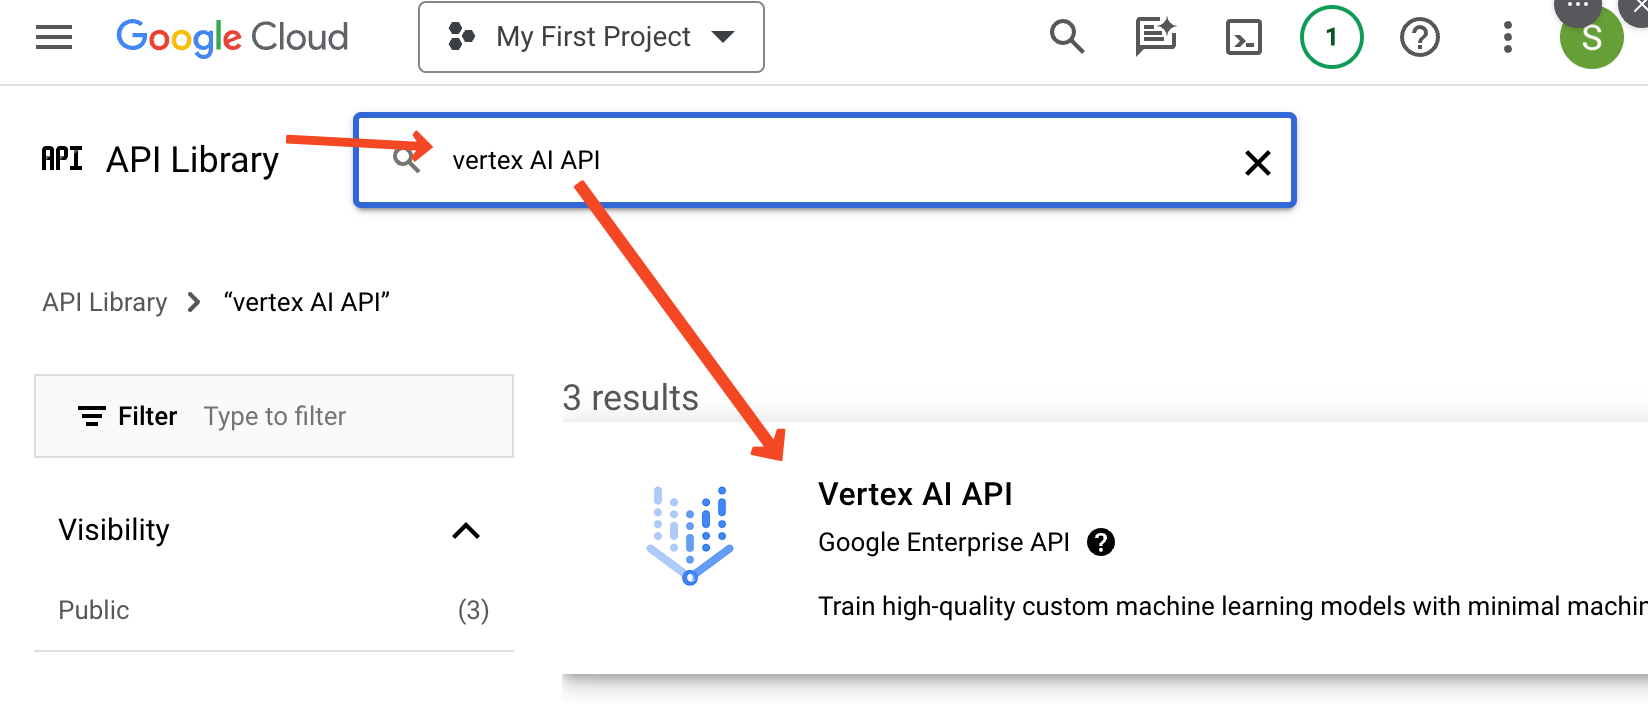 Google Cloud
My First Project
1
S
API API Library
vertex AI API
API Library > “vertex AI API”
Filter Type to filter
3 results
Visibility
Public (3)
Vertex AI API
Google Enterprise API
Train high-quality custom machine learning models with minimal machin